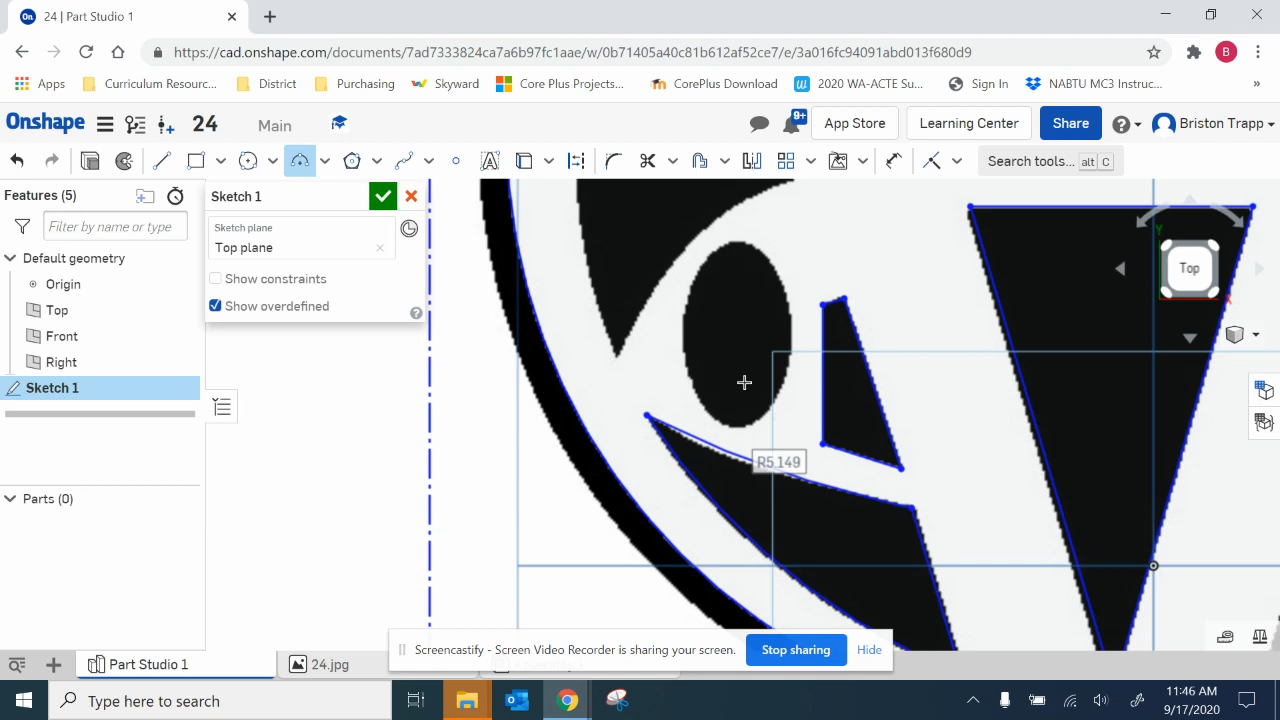 On 24 | Part Studio 1
https://cad.onshape.com/documents/7ad7333824ca7a6b97fc1aae/w/0b71405a40c81b612af52ce7/e/3a016fc94091abd013f680d9
B
Apps Curriculum Resourc... District Purchasing Skyward Core Plus Projects... CorePlus Download 2020 WA-ACTE Su... Sign In NABTU MC3 Instruc... »
Onshape 24 Main 9+ App Store Learning Center Share Briston Trapp
Search tools... alt C
Features (5)
Filter by name or type
Default geometry
Origin
Top
Front
Right
Sketch 1
Parts (0)
Sketch 1
Sketch plane
Top plane
Show constraints
Show overdefined
R5.149
Y
Top
X
Screencastify - Screen Video Recorder is sharing your screen. Stop sharing Hide
Part Studio 1 24.jpg
Type here to search
11:46 AM
9/17/2020